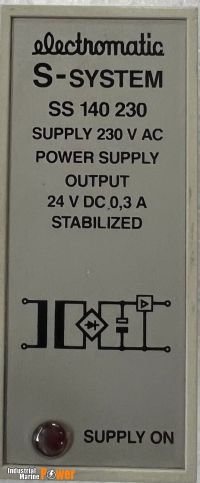 electromatic
S-SYSTEM
SS 140 230
SUPPLY 230 V AC
POWER SUPPLY
OUTPUT
24 V DC 0,3 A
STABILIZED
SUPPLY ON
Industrial
Marine Power